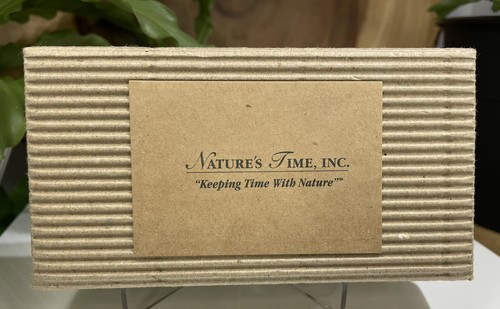 Nature's Time, Inc.
"Keeping Time With Nature"™